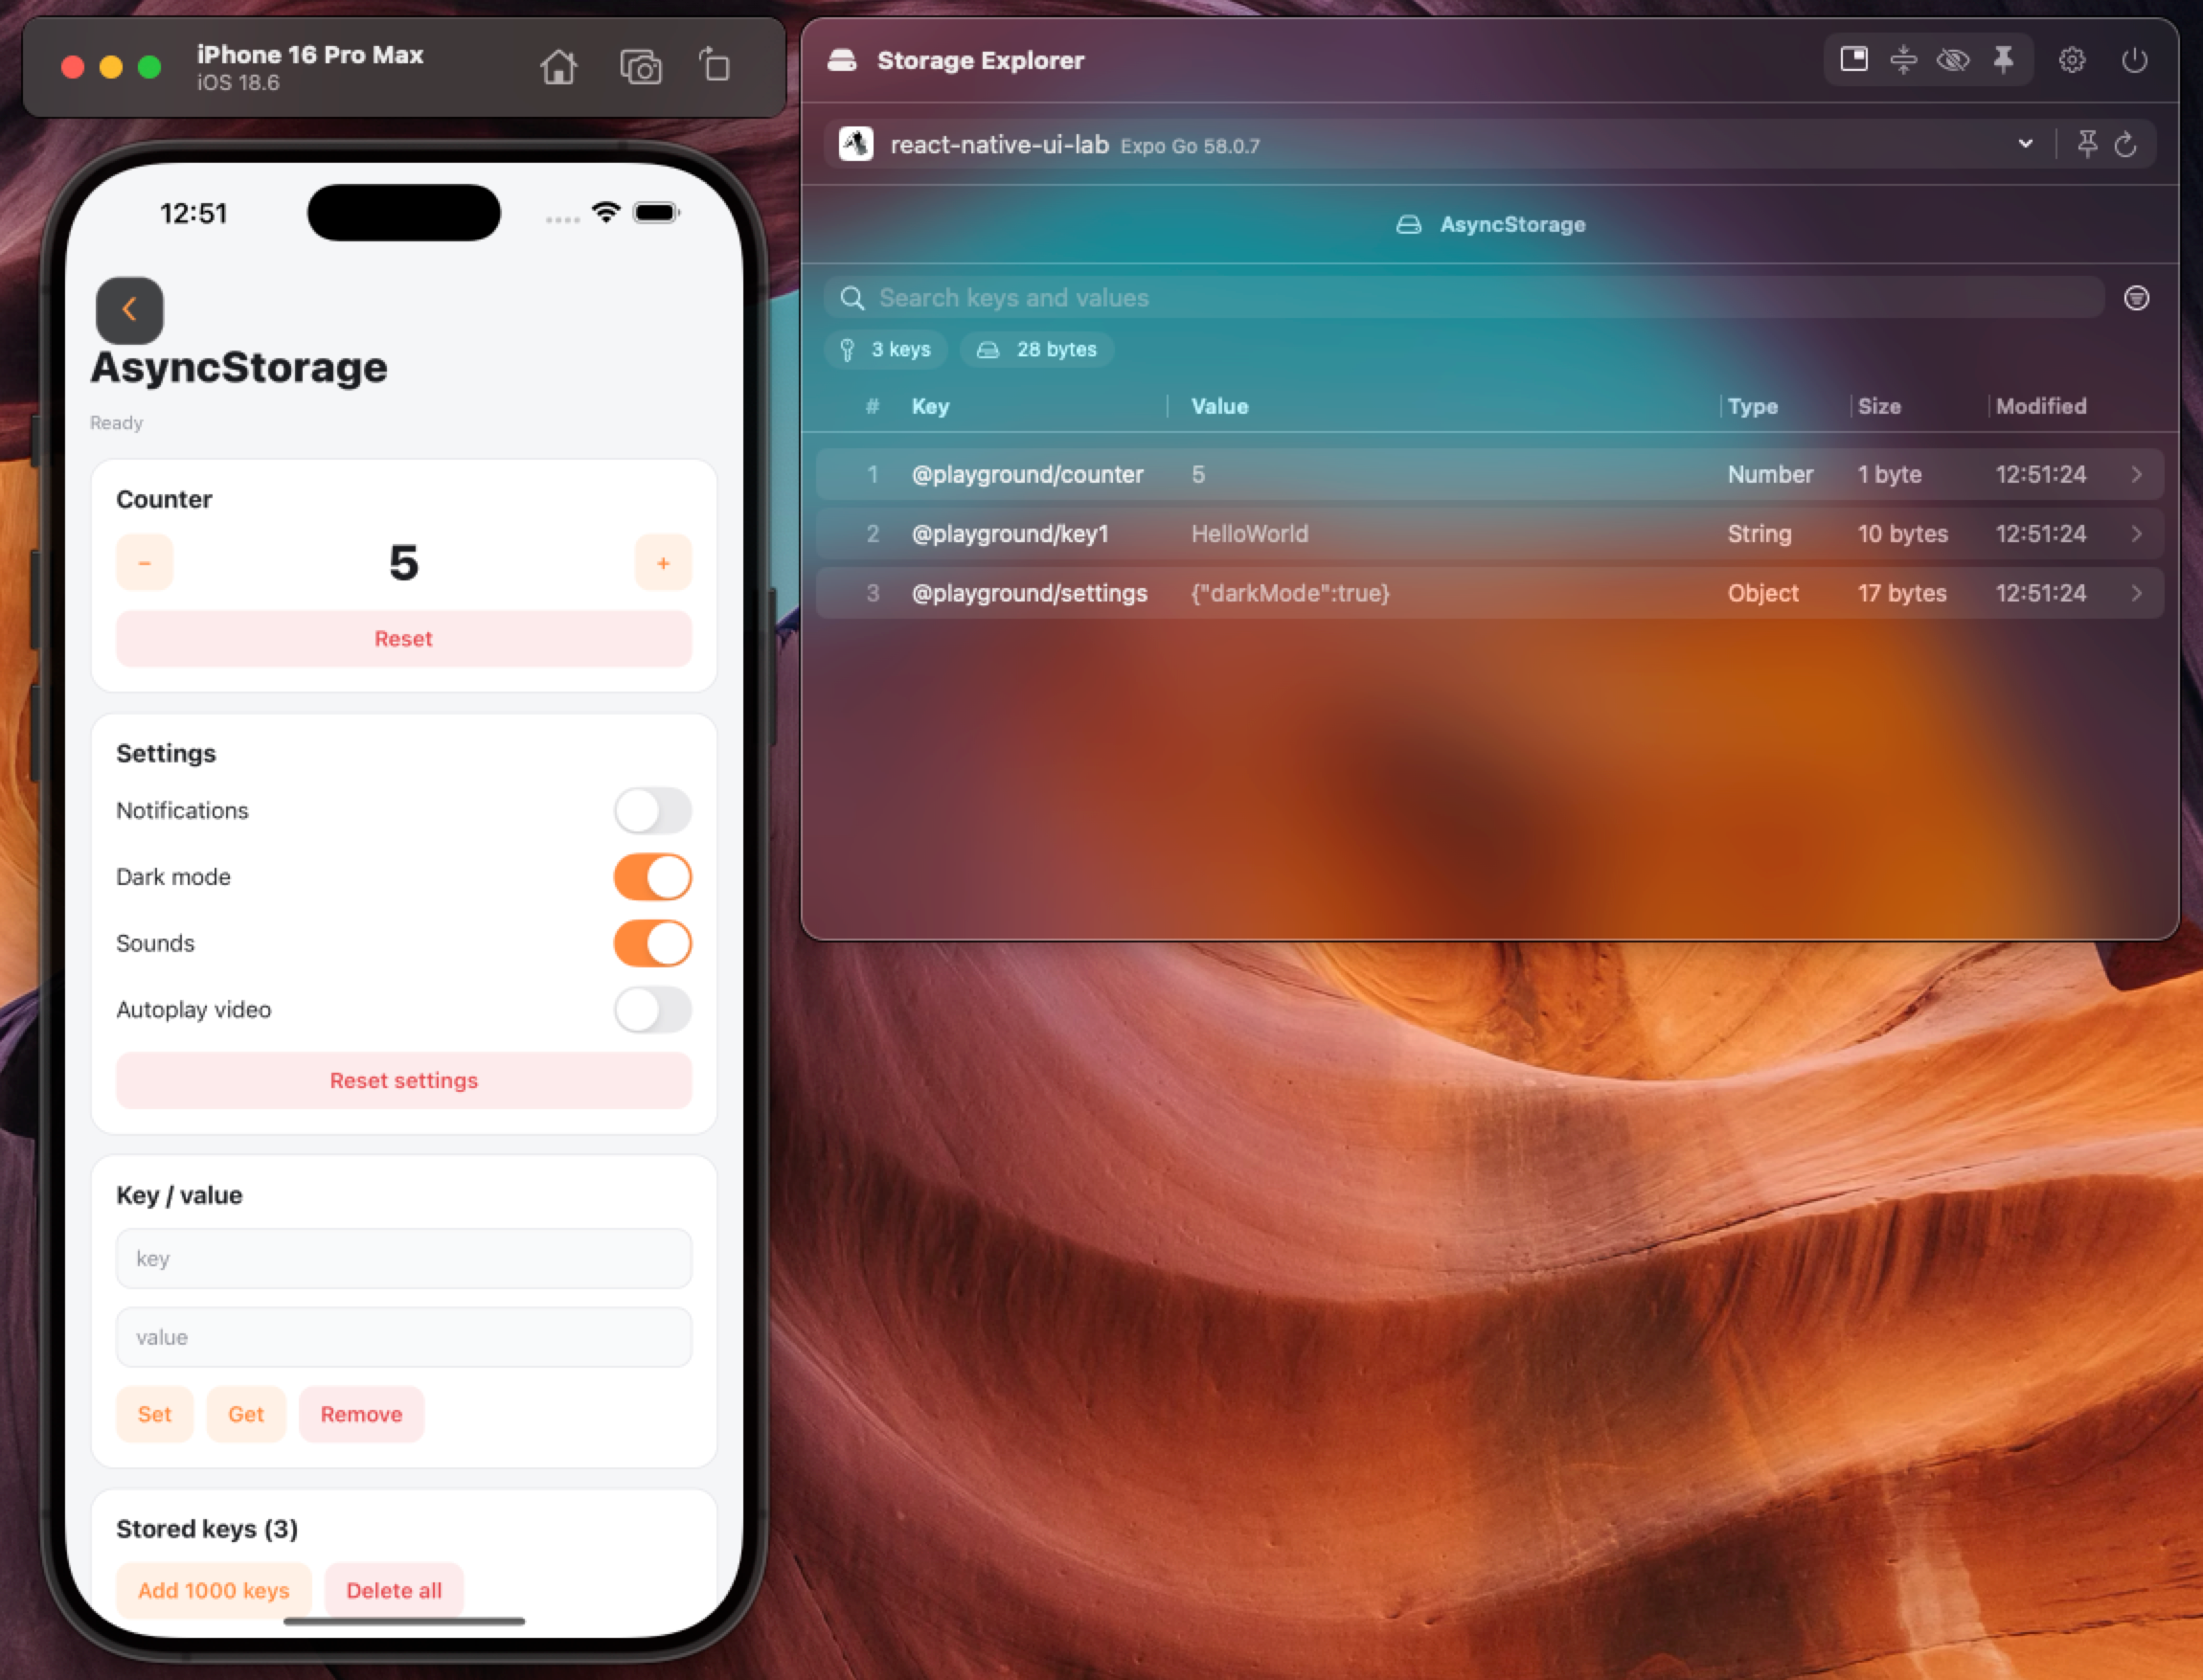 iPhone 16 Pro Max
iOS 18.6
12:51
AsyncStorage
Ready
Counter
−
5
+
Reset
Settings
Notifications
Dark mode
Sounds
Autoplay video
Reset settings
Key / value
key
value
Set Get Remove
Stored keys (3)
Add 1000 keys Delete all
Storage Explorer
react-native-ui-lab Expo Go 58.0.7
AsyncStorage
Search keys and values
3 keys 28 bytes
# Key Value Type Size Modified
1 @playground/counter 5 Number 1 byte 12:51:24
2 @playground/key1 HelloWorld String 10 bytes 12:51:24
3 @playground/settings {"darkMode":true} Object 17 bytes 12:51:24